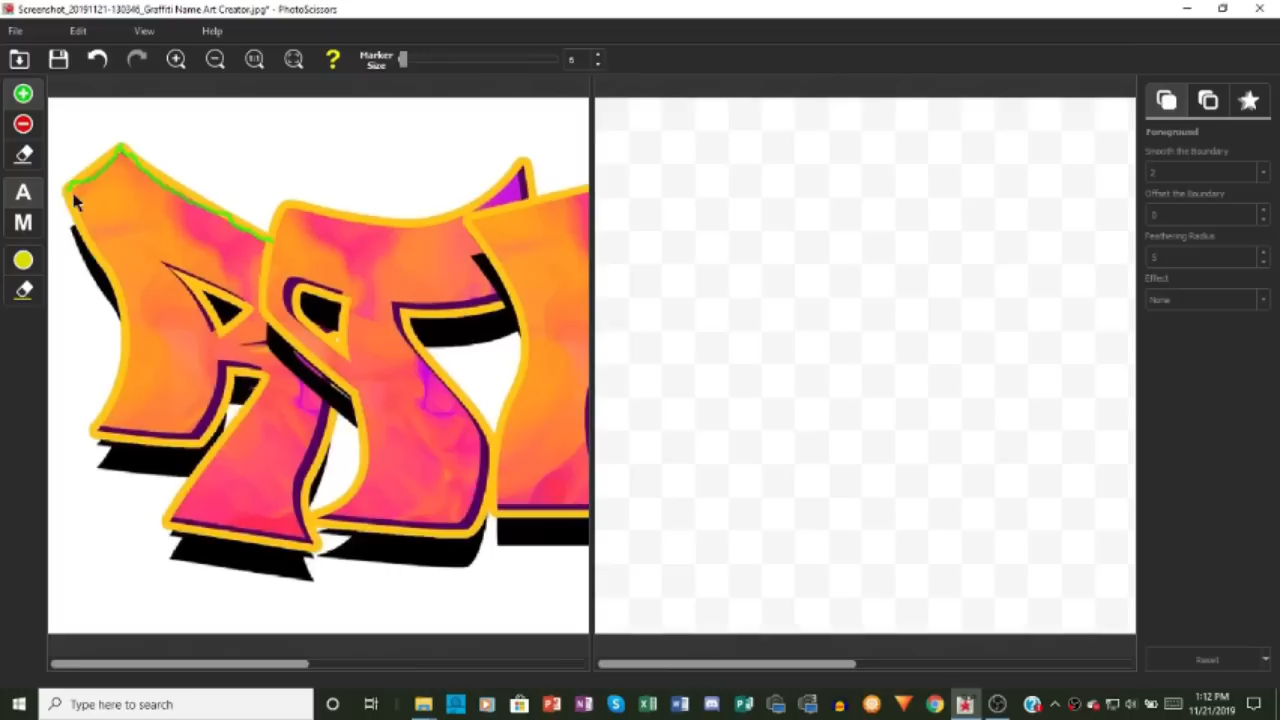 Screenshot_20191121-130346_Graffiti Name Art Creator.jpg* - PhotoScissors
File Edit View Help
Marker Size 6
A
M
Foreground
Smooth the Boundary
2
Offset the Boundary
0
Feathering Radius
5
Effect
None
Reset
Type here to search
1:12 PM
11/21/2019